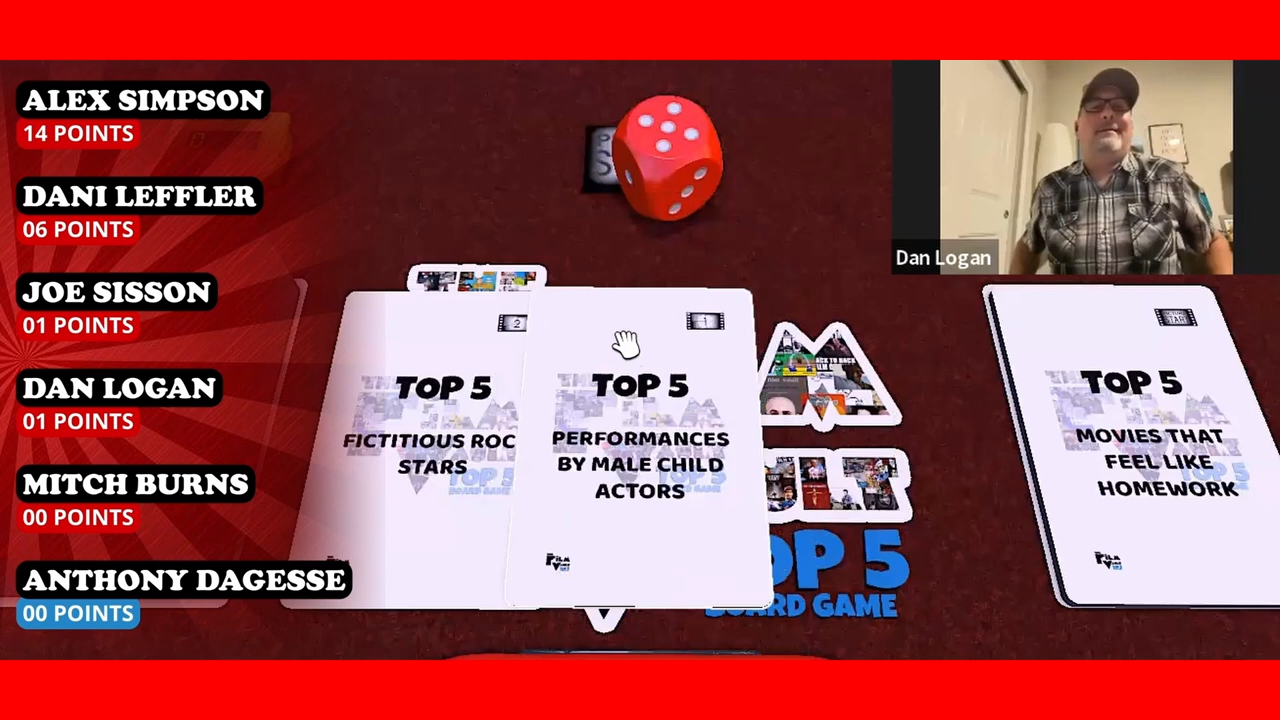 ALEX SIMPSON
14 POINTS
DANI LEFFLER
06 POINTS
JOE SISSON
01 POINTS
DAN LOGAN
01 POINTS
MITCH BURNS
00 POINTS
ANTHONY DAGESSE
00 POINTS
Dan Logan
2
TOP 5
FICTITIOUS ROC
STARS
1
TOP 5
PERFORMANCES
BY MALE CHILD
ACTORS
TOP 5
MOVIES THAT
FEEL LIKE
HOMEWORK
OP 5
BOARD GAME